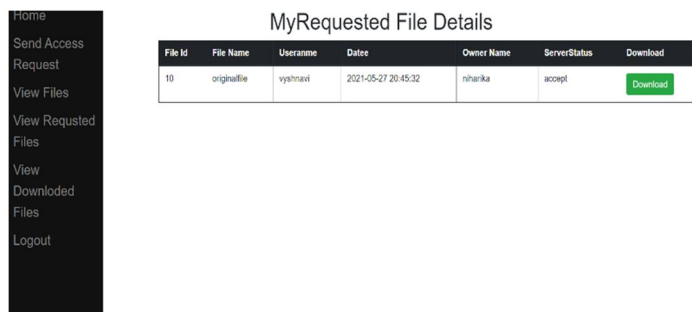 Home
Send Access
Request
View Files
View Requsted
Files
View
Downloded
Files
Logout
MyRequested File Details
File Id File Name Useranme Datee Owner Name ServerStatus Download
10 originalfile vyshnavi 2021-05-27 20:45:32 niharika accept Download